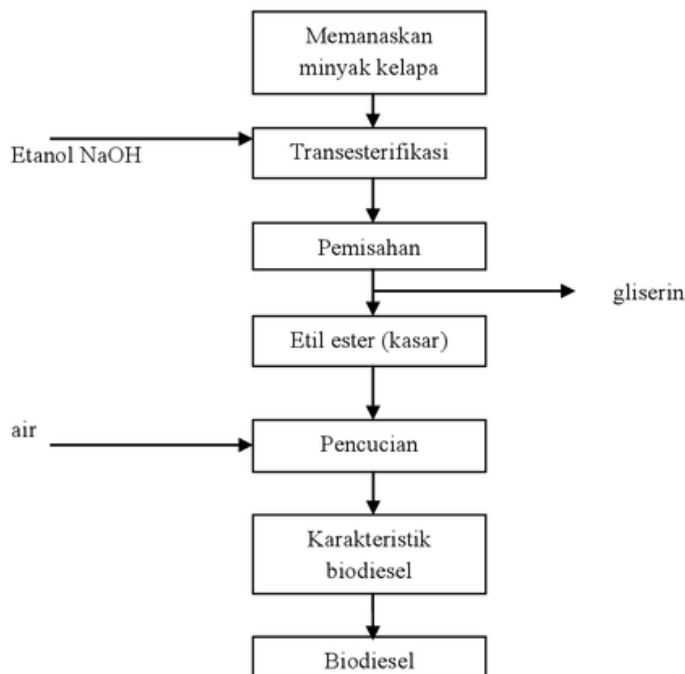 Memanaskan
minyak kelapa
Etanol NaOH
Transesterifikasi
Pemisahan
gliserin
Etil ester (kasar)
air
Pencucian
Karakteristik
biodiesel
Biodiesel